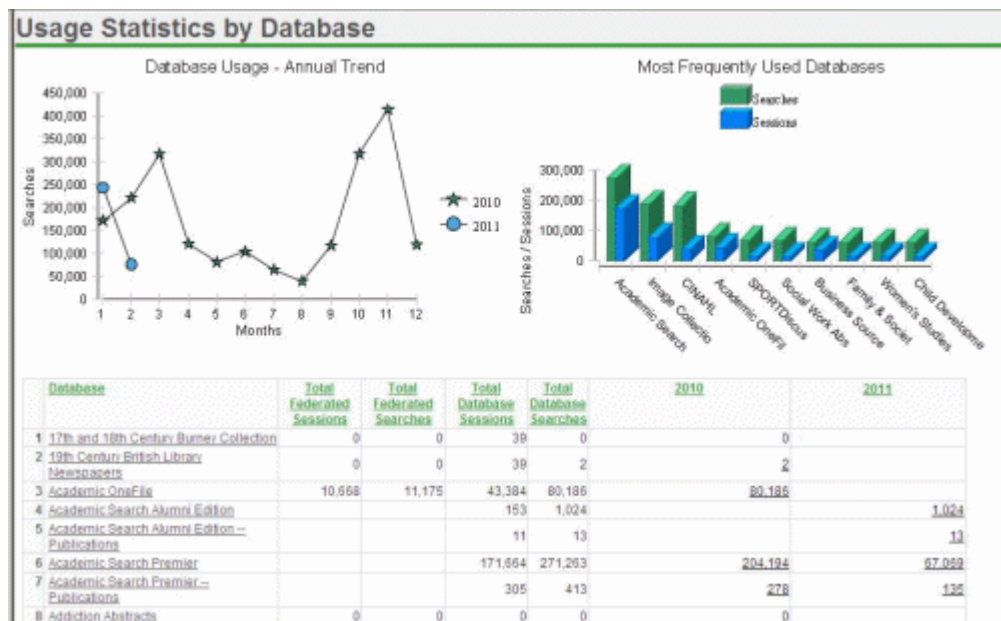 Usage Statistics by Database
Database Usage - Annual Trend
450,000
400,000
350,000
300,000
250,000
200,000
150,000
100,000
50,000
0
Searches
1 2 3 4 5 6 7 8 9 10 11 12
Months
2010
2011
Most Frequently Used Databases
Searches
Sessions
300,000
200,000
100,000
0
Searches / Sessions
Academic Search
Image Collectio
CINAHL
Academic OneFil
SPORTDiscus
Social Work Abs
Business Source
Family & Societ
Women's Studies
Child Developme
Database Total Federated Sessions Total Federated Searches Total Database Sessions Total Database Searches 2010 2011
1 17th and 18th Century Burney Collection 0 0 39 0 0
2 19th Century British Library
Newspapers 0 0 39 2 2
3 Academic OneFile 10,668 11,175 43,384 80,186 80,186
4 Academic Search Alumni Edition 153 1,024 1,024
5 Academic Search Alumni Edition --
Publications 11 13 13
6 Academic Search Premier 171,664 271,263 204,194 67,069
7 Academic Search Premier --
Publications 305 413 278 135
8 Addiction Abstracts 0 0 0 0 0